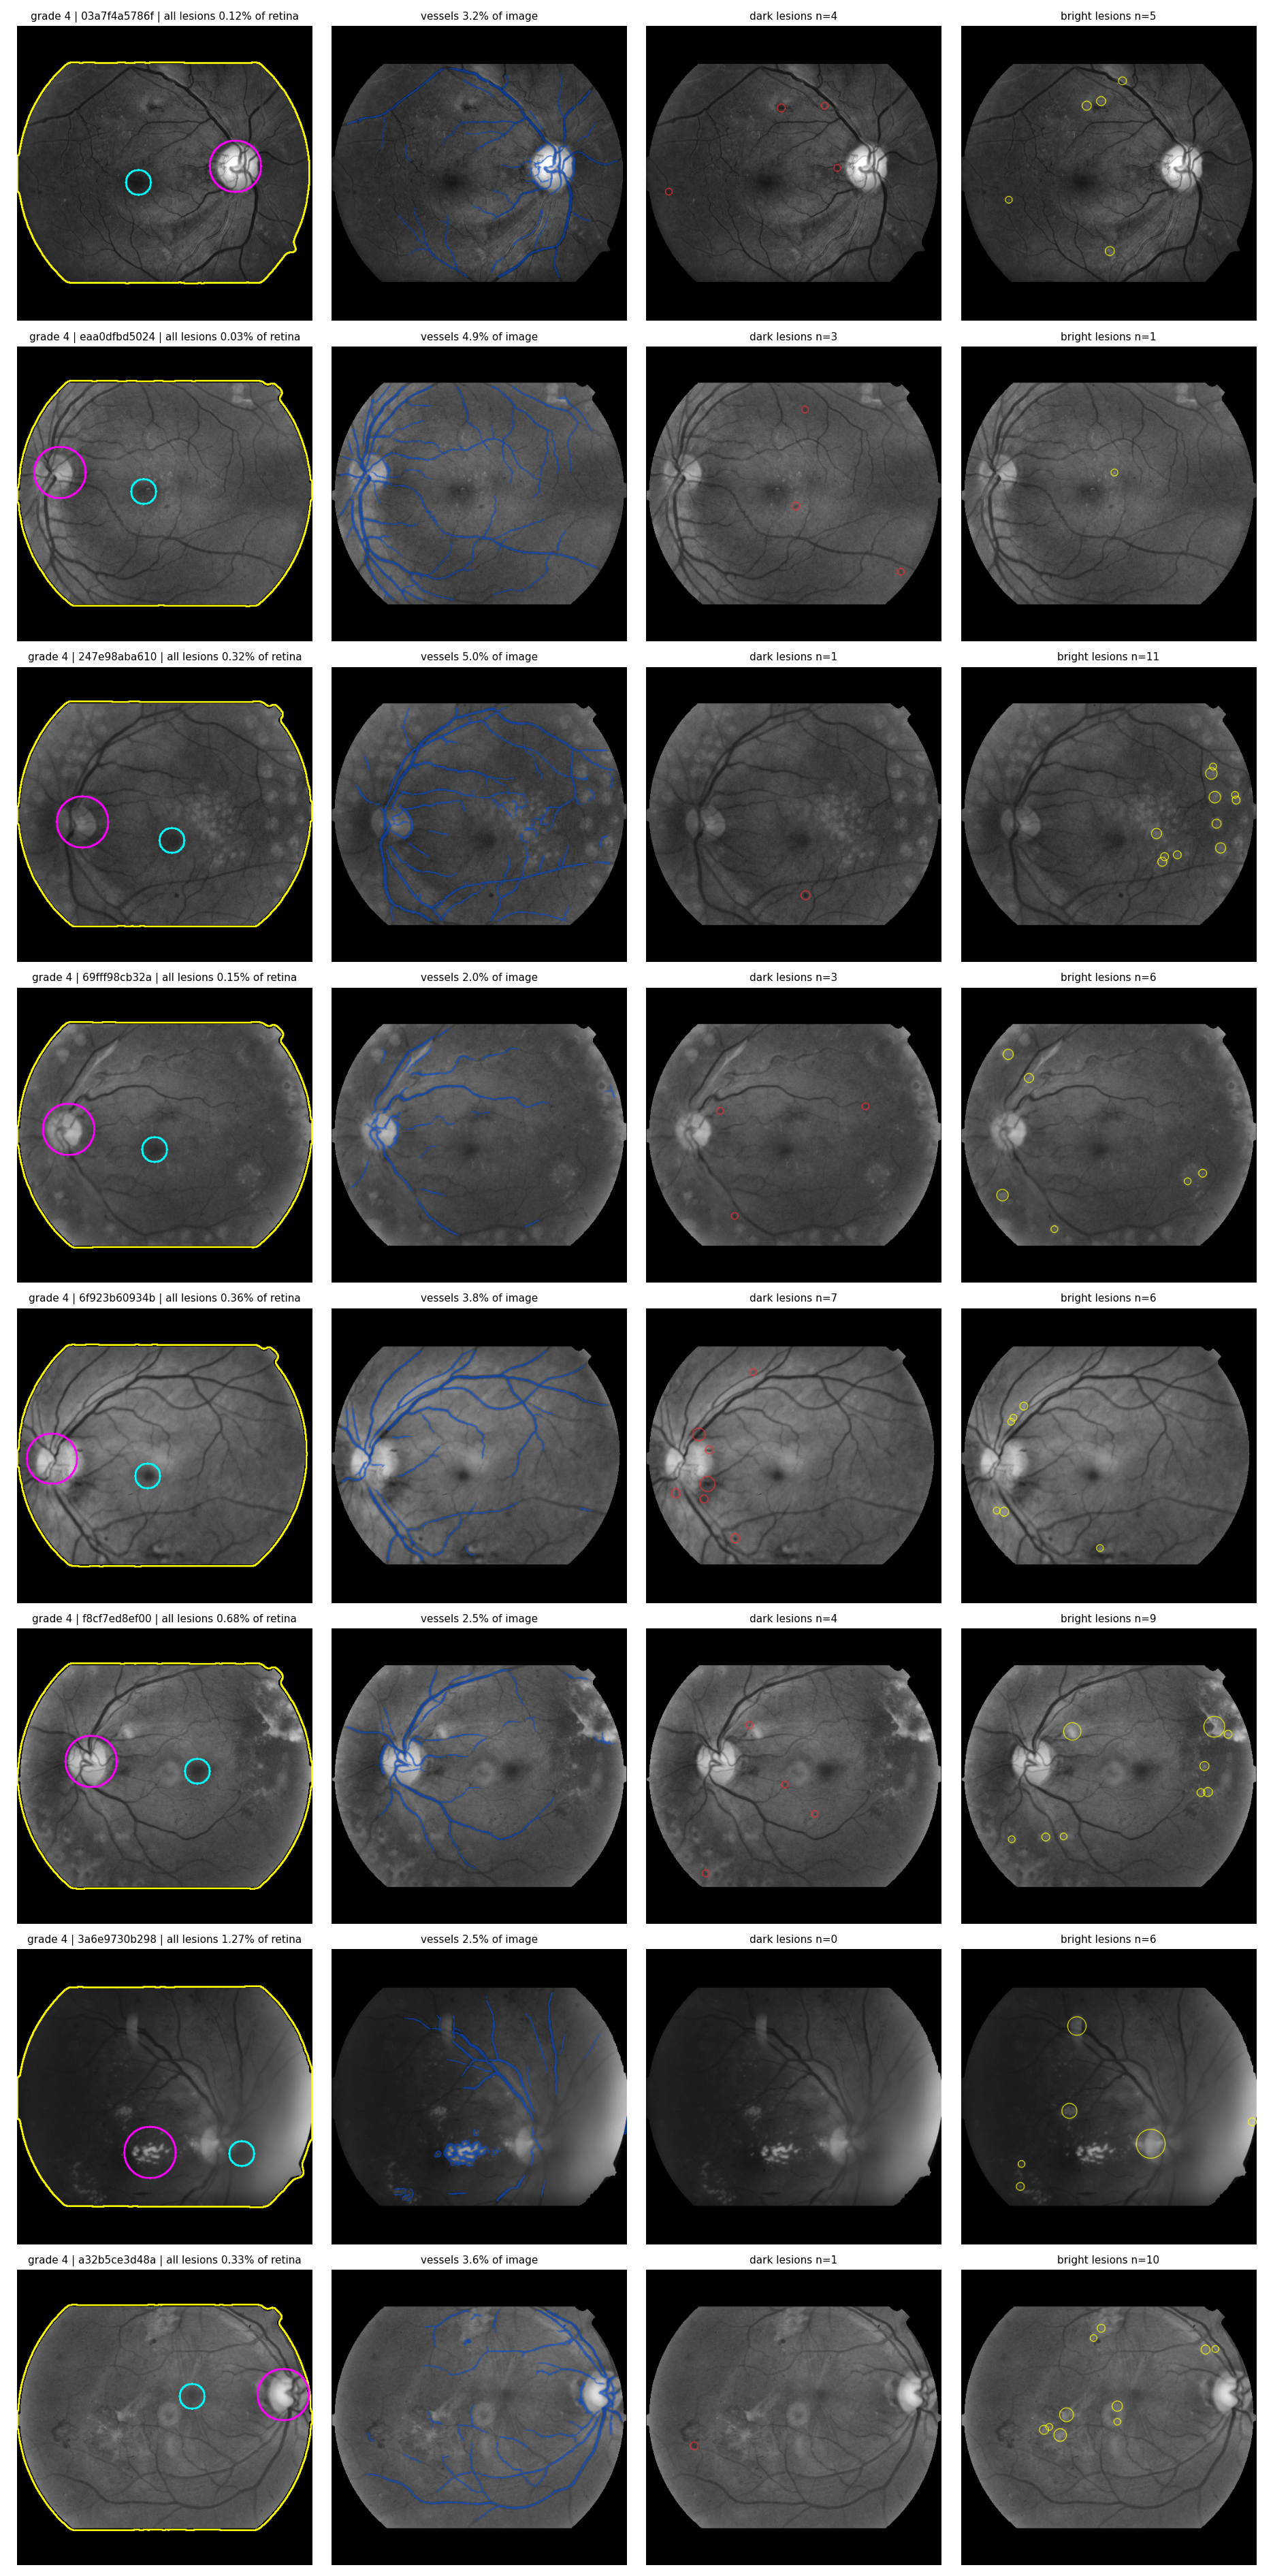 grade 4 | 03a7f4a5786f | all lesions 0.12% of retina
vessels 3.2% of image
dark lesions n=4
bright lesions n=5
grade 4 | eaa0dfbd5024 | all lesions 0.03% of retina
vessels 4.9% of image
dark lesions n=3
bright lesions n=1
grade 4 | 247e98aba610 | all lesions 0.32% of retina
vessels 5.0% of image
dark lesions n=1
bright lesions n=11
grade 4 | 69fff98cb32a | all lesions 0.15% of retina
vessels 2.0% of image
dark lesions n=3
bright lesions n=6
grade 4 | 6f923b60934b | all lesions 0.36% of retina
vessels 3.8% of image
dark lesions n=7
bright lesions n=6
grade 4 | f8cf7ed8ef00 | all lesions 0.68% of retina
vessels 2.5% of image
dark lesions n=4
bright lesions n=9
grade 4 | 3a6e9730b298 | all lesions 1.27% of retina
vessels 2.5% of image
dark lesions n=0
bright lesions n=6
grade 4 | a32b5ce3d48a | all lesions 0.33% of retina
vessels 3.6% of image
dark lesions n=1
bright lesions n=10